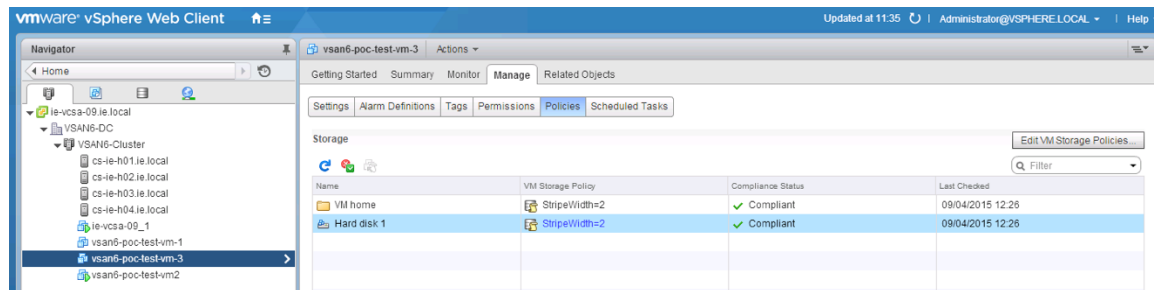 vmware® vSphere Web Client
Updated at 11:35 | Administrator@VSPHERE.LOCAL | Help
Navigator
Home
ie-vcsa-09.ie.local
VSAN6-DC
VSAN6-Cluster
cs-ie-h01.ie.local
cs-ie-h02.ie.local
cs-ie-h03.ie.local
cs-ie-h04.ie.local
ie-vcsa-09_1
vsan6-poc-test-vm-1
vsan6-poc-test-vm-3
vsan6-poc-test-vm2
vsan6-poc-test-vm-3 Actions
Getting Started Summary Monitor Manage Related Objects
Settings Alarm Definitions Tags Permissions Policies Scheduled Tasks
Storage
Edit VM Storage Policies...
Filter
Name VM Storage Policy Compliance Status Last Checked
VM home StripeWidth=2 Compliant 09/04/2015 12:26
Hard disk 1 StripeWidth=2 Compliant 09/04/2015 12:26